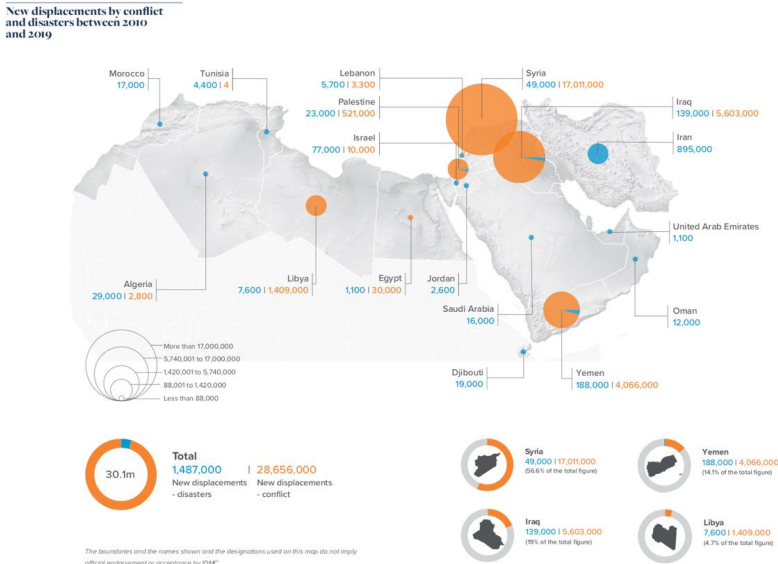 New displacements by conflict
and disasters between 2010
and 2019
Morocco
17,000
Tunisia
4,400 | 4
Lebanon
5,700 | 3,300
Palestine
23,000 | 521,000
Israel
77,000 | 10,000
Syria
49,000 | 17,011,000
Iraq
139,000 | 5,603,000
Iran
895,000
United Arab Emirates
1,100
Algeria
29,000 | 2,800
Libya
7,600 | 1,409,000
Egypt
1,100 | 30,000
Jordan
2,600
Saudi Arabia
16,000
Oman
12,000
Djibouti
19,000
Yemen
188,000 | 4,066,000
More than 17,000,000
5,740,001 to 17,000,000
1,420,001 to 5,740,000
88,001 to 1,420,000
Less than 88,000
30.1m
Total
1,487,000 | 28,656,000
New displacements New displacements
- disasters - conflict
Syria
49,000 | 17,011,000
(56.6% of the total figure)
Yemen
188,000 | 4,066,000
(14.1% of the total figure)
Iraq
139,000 | 5,603,000
(19% of the total figure)
Libya
7,600 | 1,409,000
(4.7% of the total figure)
The boundaries and the names shown and the designations used on this map do not imply
official endorsement or acceptance by IDMC